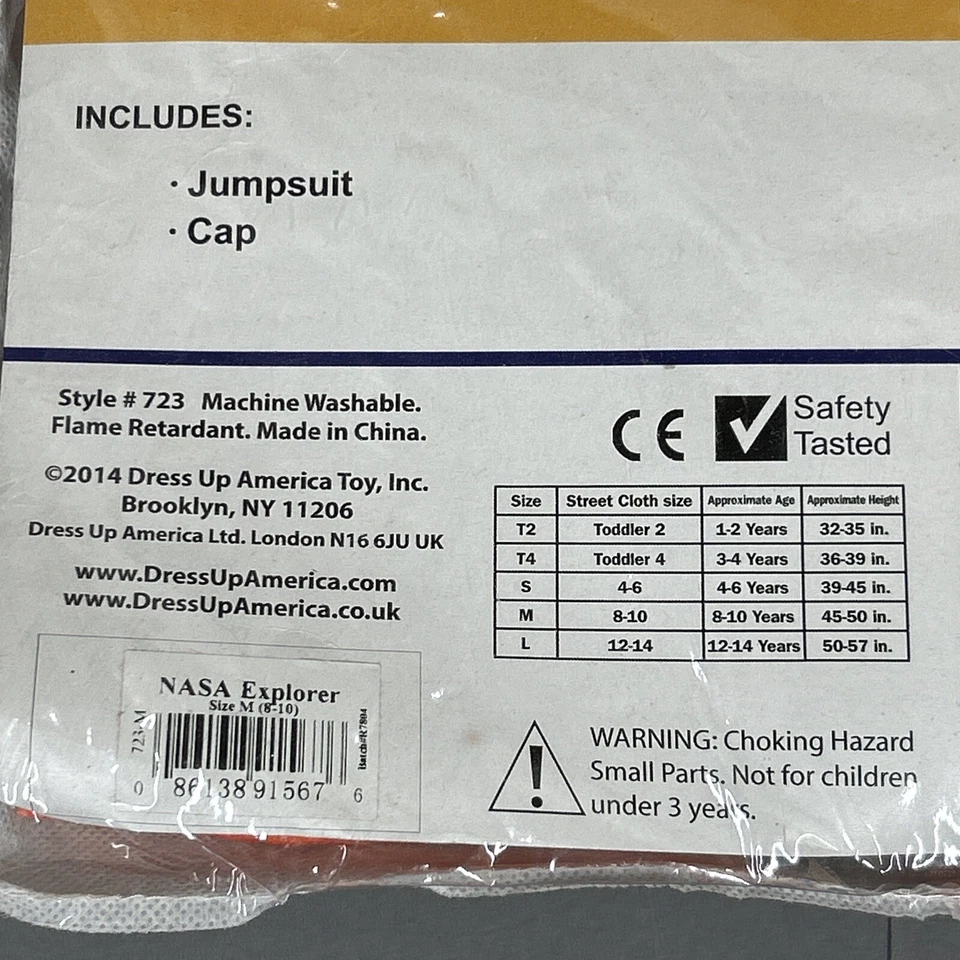 INCLUDES:
· Jumpsuit
· Cap
Style # 723 Machine Washable.
Flame Retardant. Made in China.
©2014 Dress Up America Toy, Inc.
Brooklyn, NY 11206
Dress Up America Ltd. London N16 6JU UK
www.DressUpAmerica.com
www.DressUpAmerica.co.uk
NASA Explorer
Size M (8-10)
723-M
Batch#R7804
0 86138 91567 6
CE
Safety
Tasted
Size Street Cloth size Approximate Age Approximate Height
T2 Toddler 2 1-2 Years 32-35 in.
T4 Toddler 4 3-4 Years 36-39 in.
S 4-6 4-6 Years 39-45 in.
M 8-10 8-10 Years 45-50 in.
L 12-14 12-14 Years 50-57 in.
WARNING: Choking Hazard
Small Parts. Not for children
under 3 years.